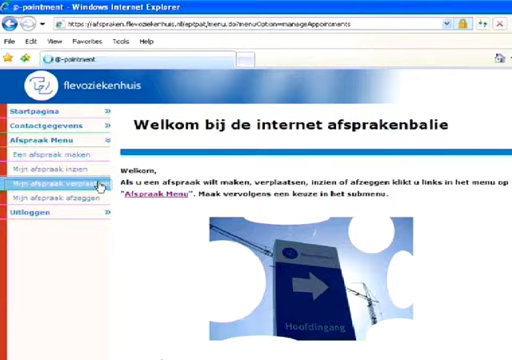 @-pointment - Windows Internet Explorer
https://afspraken.flevoziekenhuis.nl/eptpat/menu.do?menuOption=manageAppointments
File Edit View Favorites Tools Help
@-pointment
flevoziekenhuis
Startpagina
Contactgegevens
Afspraak Menu
Een afspraak maken
Mijn afspraak inzien
Mijn afspraak
Mijn afspraak afzeggen
Uitloggen
Welkom bij de internet afsprakenbalie
Welkom,
Als u een afspraak wilt maken, verplaatsen, inzien of afzeggen klikt u links in het menu op
"Afspraak Menu". Maak vervolgens een keuze in het submenu.
Hoofdingang